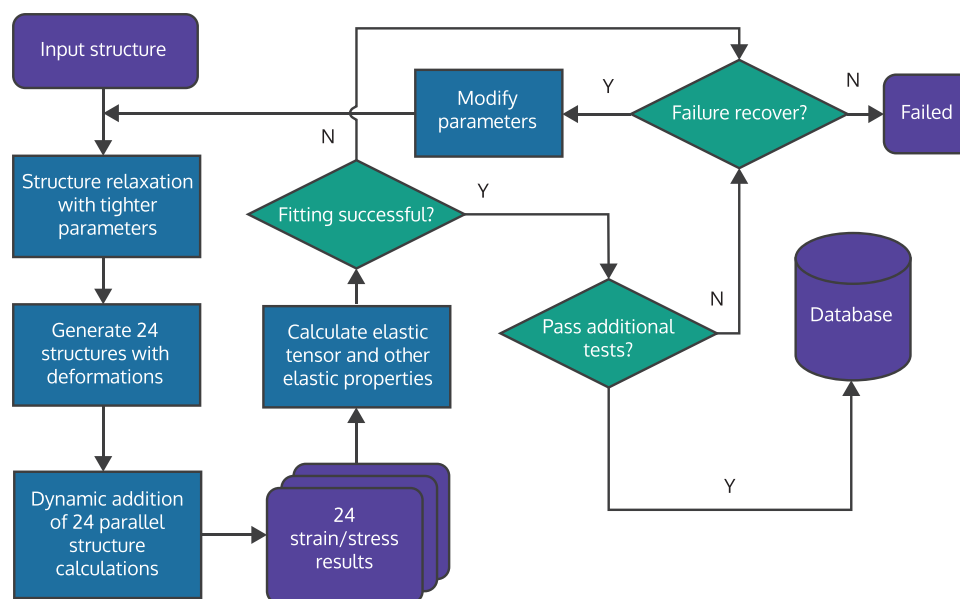 Input structure
Structure relaxation
with tighter
parameters
Generate 24
structures with
deformations
Dynamic addition
of 24 parallel
structure
calculations
24
strain/stress
results
Calculate elastic
tensor and other
elastic properties
Fitting successful?
N
Y
Modify
parameters
Y
Failure recover?
N
Failed
Pass additional
tests?
N
Y
Database